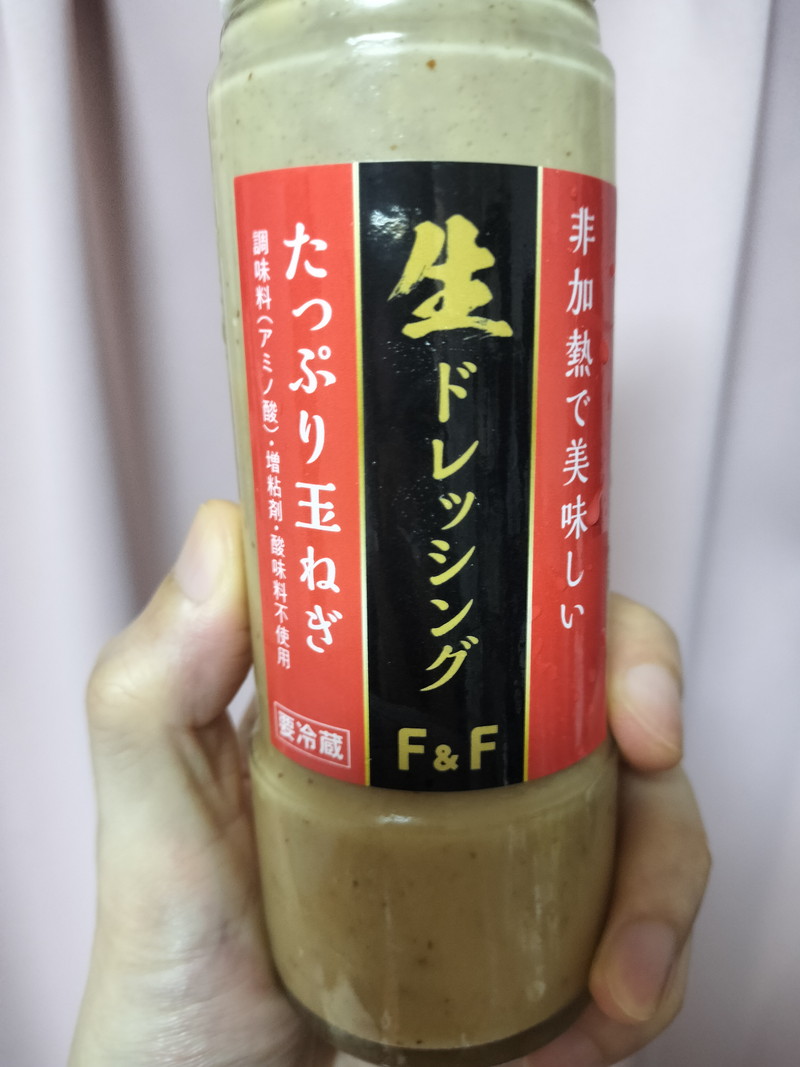 非加熱で美味しい
生ドレッシング
F&F
たっぷり玉ねぎ
調味料(アミノ酸)・増粘剤・酸味料不使用
要冷蔵